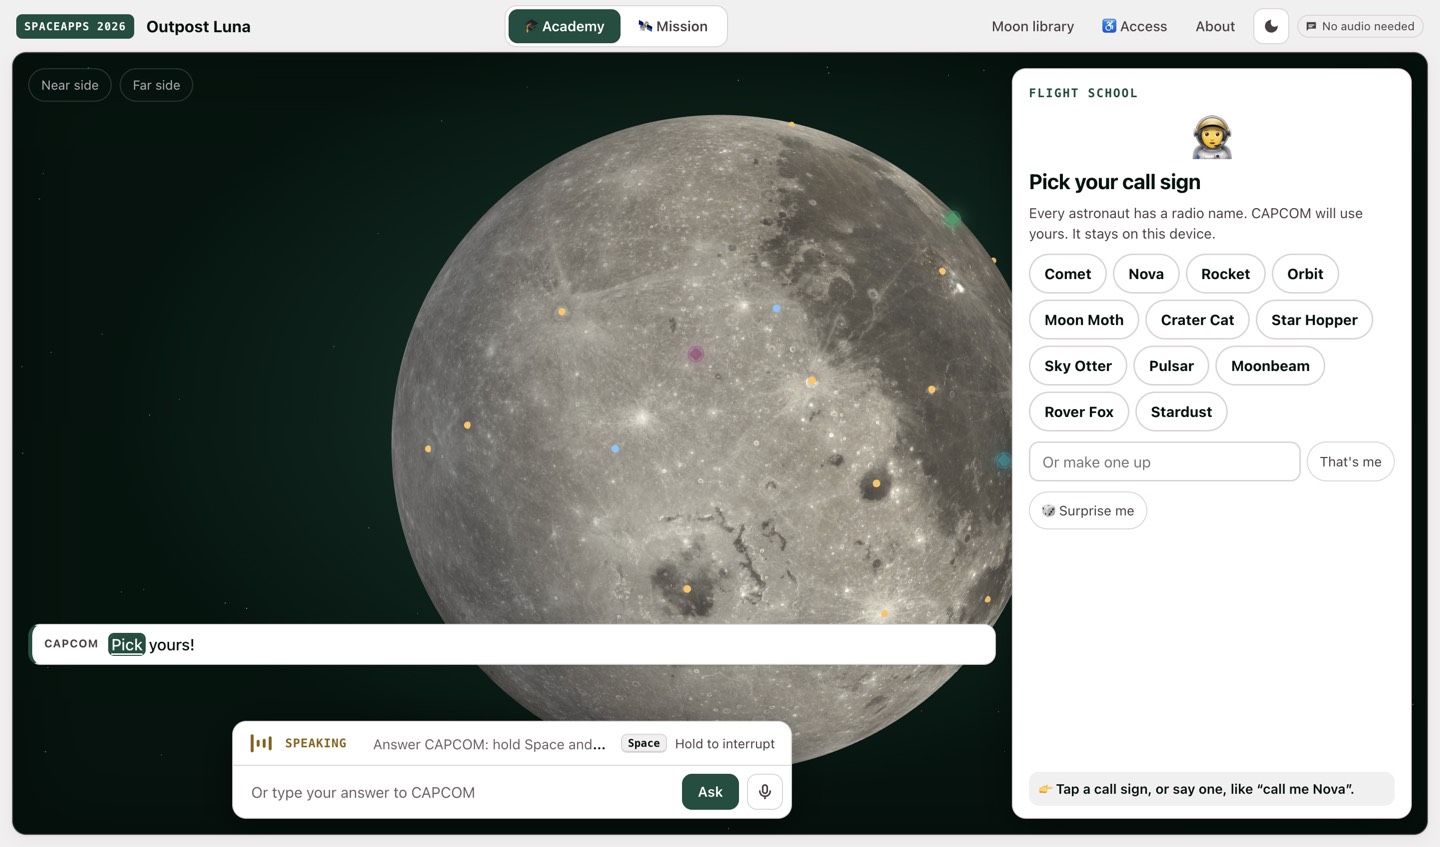 SPACEAPPS 2026 Outpost Luna
Academy Mission
Moon library Access About No audio needed
Near side Far side
FLIGHT SCHOOL
Pick your call sign
Every astronaut has a radio name. CAPCOM will use
yours. It stays on this device.
Comet Nova Rocket Orbit
Moon Moth Crater Cat Star Hopper
Sky Otter Pulsar Moonbeam
Rover Fox Stardust
Or make one up That's me
Surprise me
CAPCOM Pick yours!
SPEAKING Answer CAPCOM: hold Space and... Space Hold to interrupt
Or type your answer to CAPCOM Ask
Tap a call sign, or say one, like “call me Nova”.